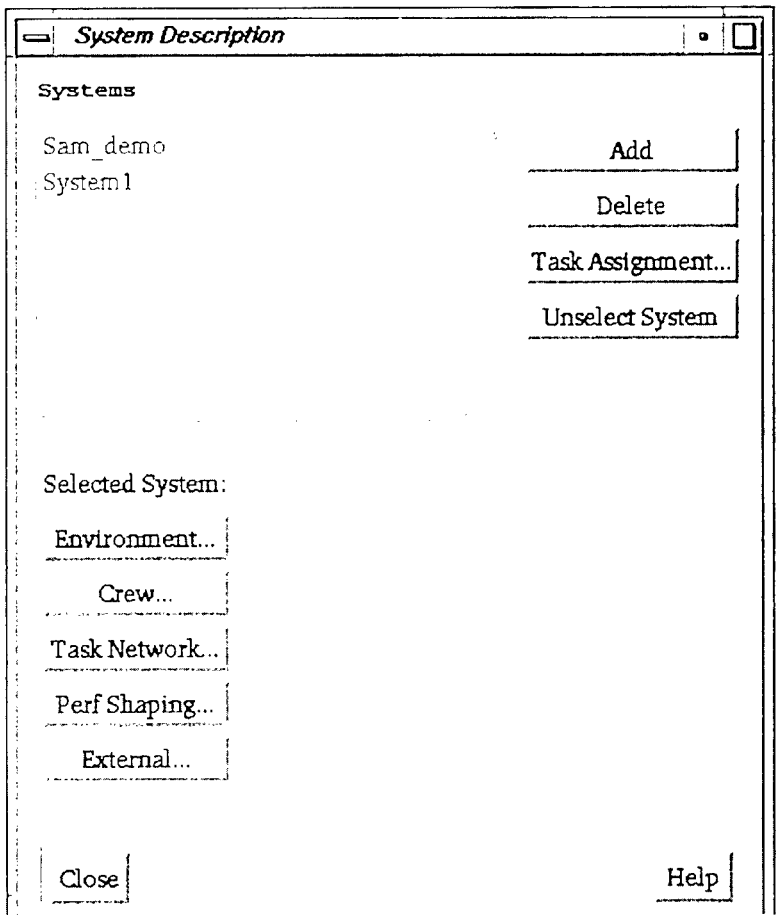 System Description
Systems
Sam_demo
System1
Add
Delete
Task Assignment...
Unselect System
Selected System:
Environment...
Crew...
Task Network...
Perf Shaping...
External...
Close
Help